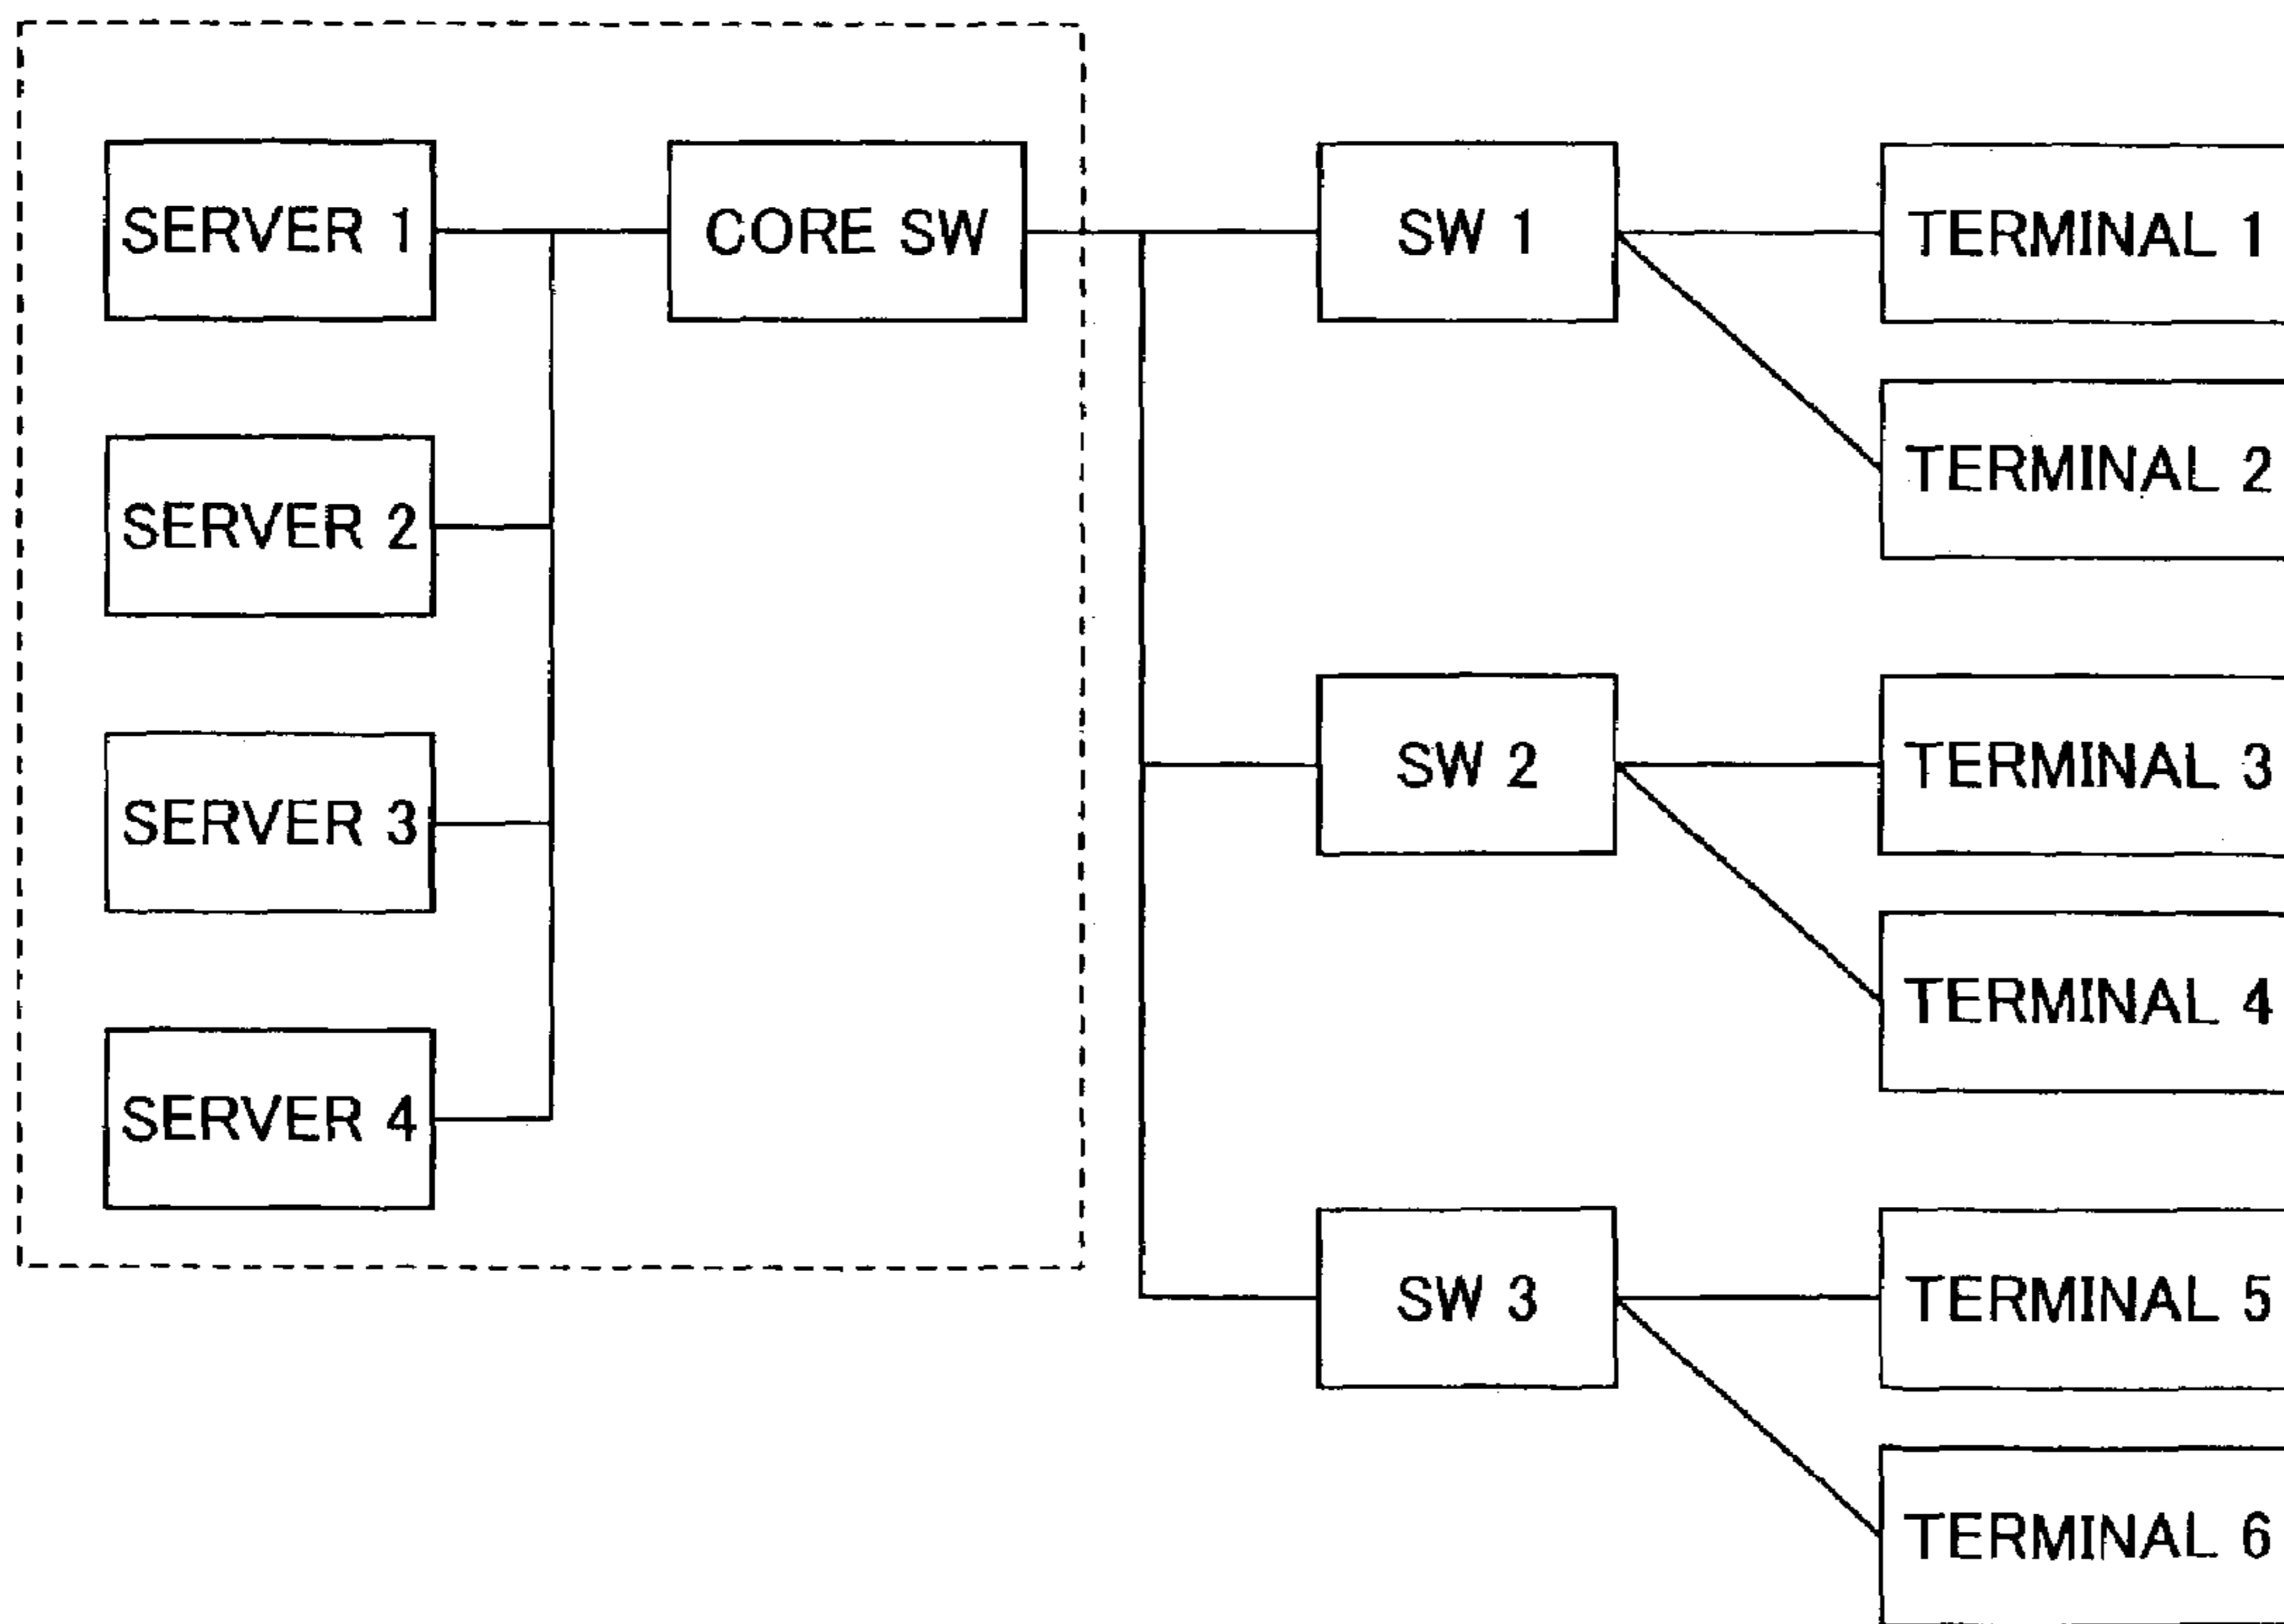 SERVER 1
CORE SW
SW 1
TERMINAL 1
TERMINAL 2
SERVER 2
SERVER 3
SW 2
TERMINAL 3
TERMINAL 4
SERVER 4
SW 3
TERMINAL 5
TERMINAL 6